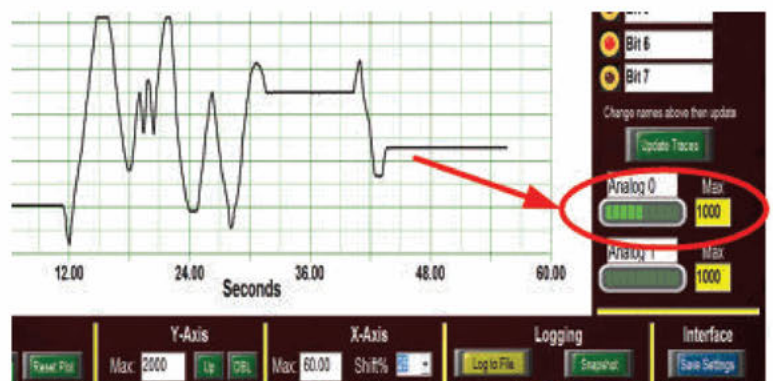 Bit 6
Bit 7
Change names above then update
Update Traces
Analog 0 Max
1000
Analog 1 Max
1000
12.00 24.00 36.00 48.00 60.00
Seconds
Y-Axis X-Axis Logging Interface
Reset Plot Max: 2000 Up DBL Max: 60.00 Shift% Log to File Snapshot Save Settings